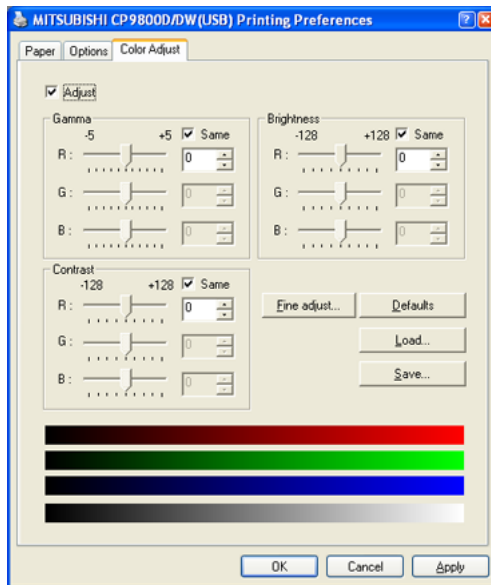 MITSUBISHI CP9800D/DW(USB) Printing Preferences
Paper Options Color Adjust
Adjust
Gamma
-5 +5 Same
R: 0
G: 0
B: 0
Brightness
-128 +128 Same
R: 0
G: 0
B: 0
Contrast
-128 +128 Same
R: 0
G: 0
B: 0
Fine adjust... Defaults
Load...
Save...
OK Cancel Apply